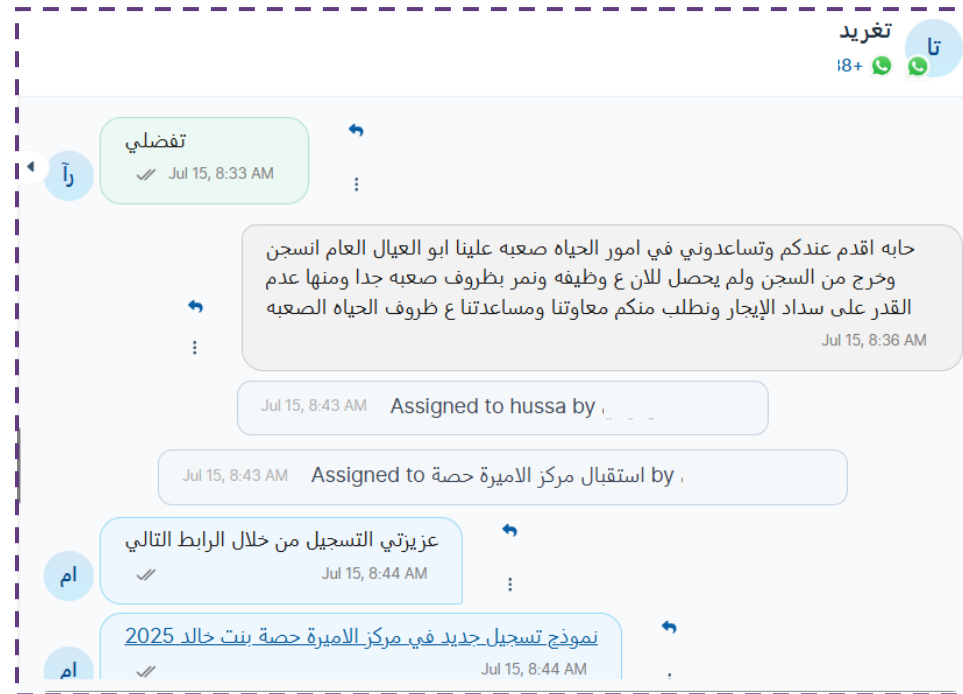 تغريد
تا
+38
تفضلي
Jul 15, 8:33 AM
رآ
حابه اقدم عندكم وتساعدوني في امور الحياه صعبه علينا ابو العيال العام انسجن
وخرج من السجن ولم يحصل للان ع وظيفه ونمر بظروف صعبه جدا ومنها عدم
القدر على سداد الإيجار ونطلب منكم معاوتنا ومساعدتنا ع ظروف الحياة الصعبه
Jul 15, 8:36 AM
Jul 15, 8:43 AM Assigned to hussa by
Jul 15, 8:43 AM Assigned to استقبال مركز الاميرة حصة by
عزيزتي التسجيل من خلال الرابط التالي
Jul 15, 8:44 AM
ام
نموذج تسجيل جديد في مركز الاميرة حصة بنت خالد 2025
Jul 15, 8:44 AM
ام